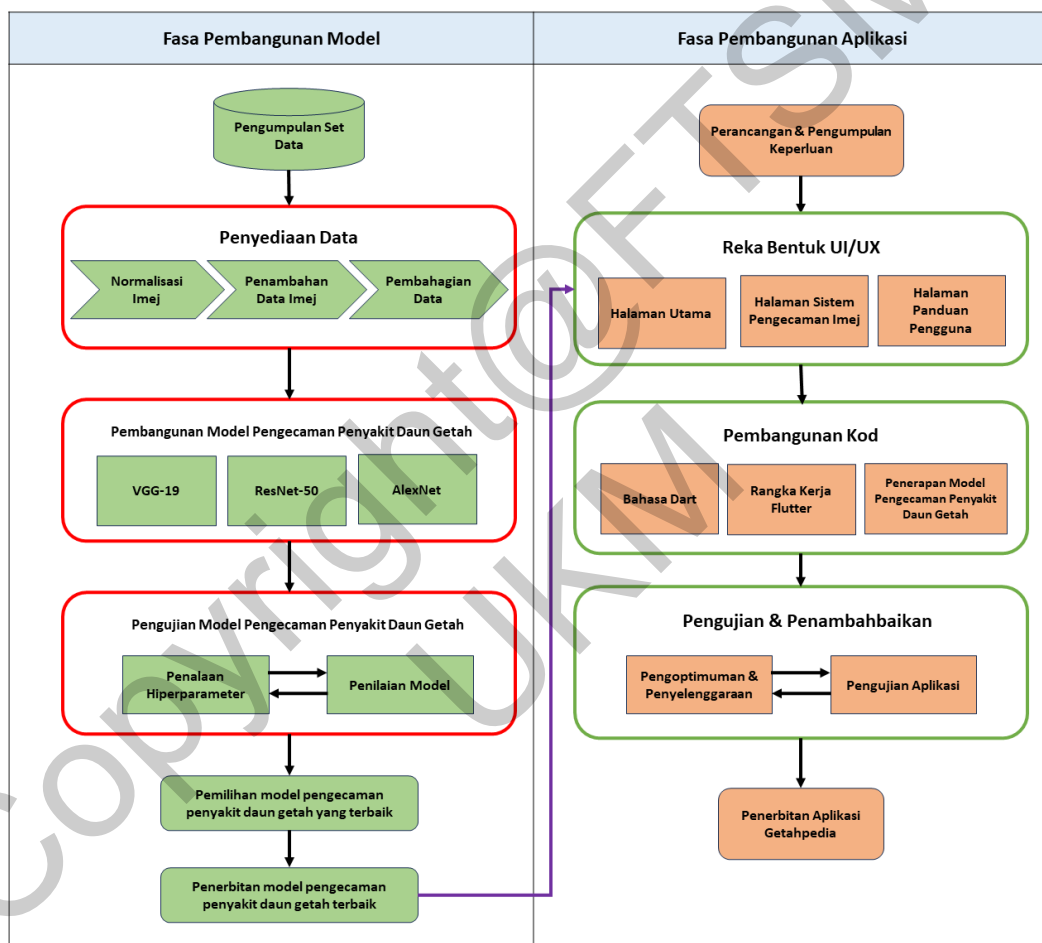 Fasa Pembangunan Model
Fasa Pembangunan Aplikasi
Pengumpulan Set
Data
Penyediaan Data
Normalisasi
Imej
Penambahan
Data Imej
Pembahagian
Data
Pembangunan Model Pengecaman Penyakit Daun Getah
VGG-19
ResNet-50
AlexNet
Pengujian Model Pengecaman Penyakit Daun Getah
Penalaan
Hiperparameter
Penilaian Model
Pemilihan model pengecaman
penyakit daun getah yang terbaik
Penerbitan model pengecaman
penyakit daun getah terbaik
Perancangan & Pengumpulan
Keperluan
Reka Bentuk UI/UX
Halaman Utama
Halaman Sistem
Pengecaman Imej
Halaman
Panduan
Pengguna
Pembangunan Kod
Bahasa Dart
Rangka Kerja
Flutter
Penerapan Model
Pengecaman Penyakit
Daun Getah
Pengujian & Penambahbaikan
Pengoptimuman &
Penyelenggaraan
Pengujian Aplikasi
Penerbitan Aplikasi
Getahpedia
Copyright@FTSM
UKM